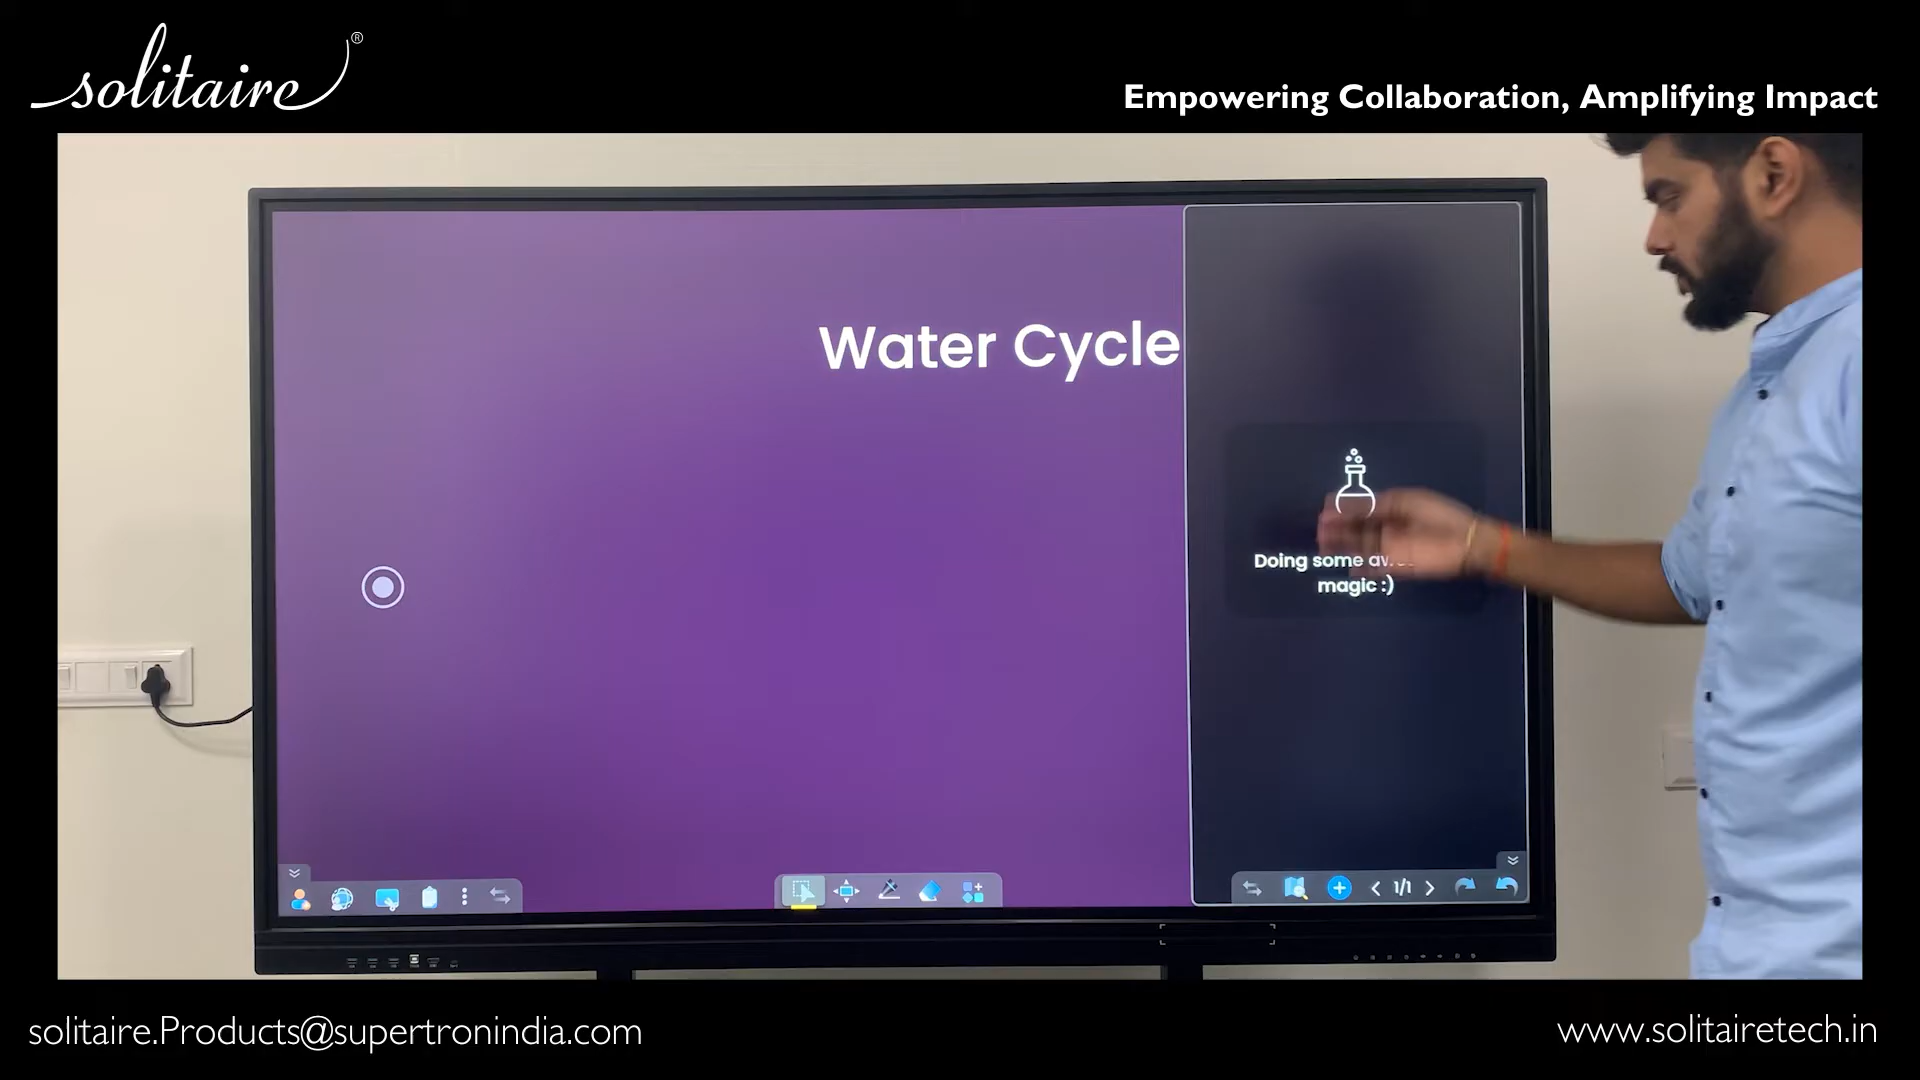 solitaire®
Empowering Collaboration, Amplifying Impact
Water Cycle
Doing some
magic :)
1/1
solitaire.Products@supertronindia.com
www.solitairetech.in